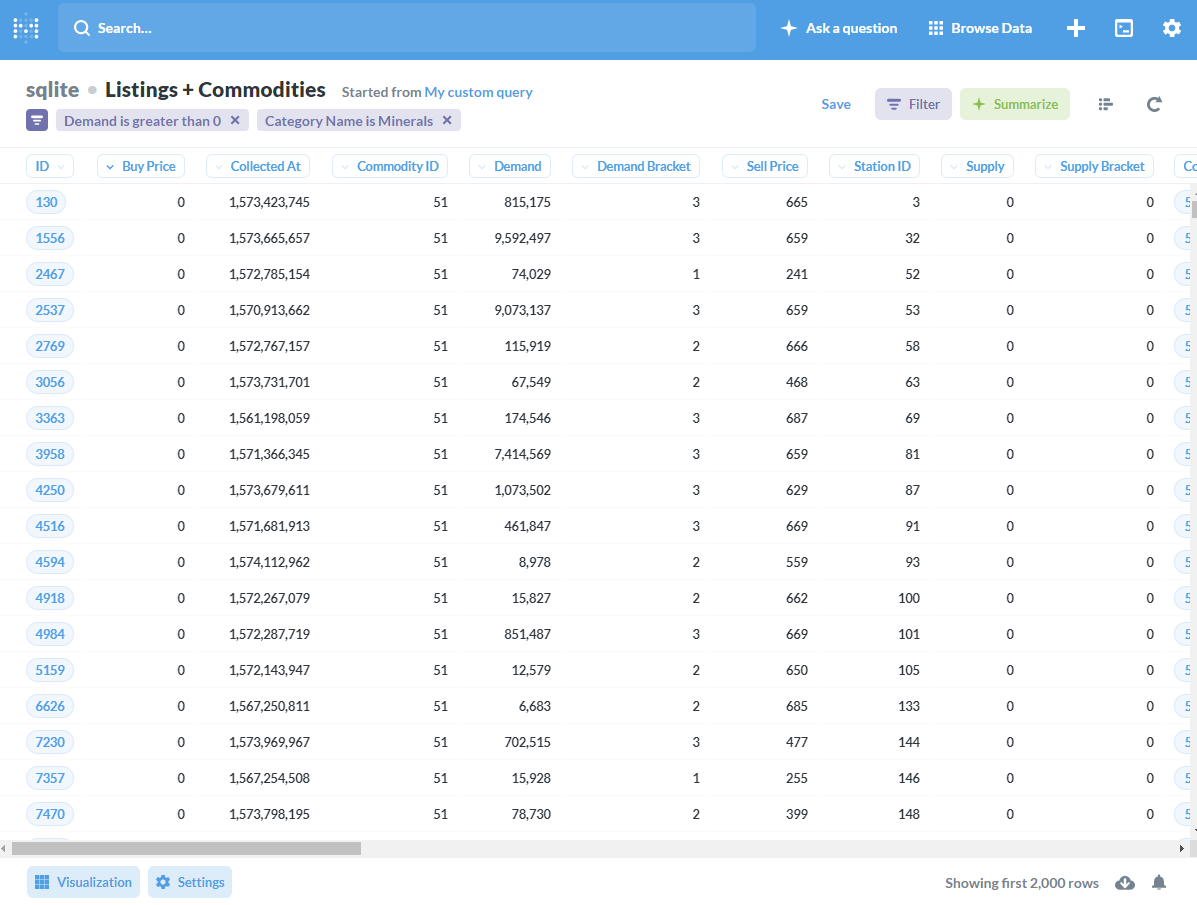 Search... Ask a question Browse Data
sqlite • Listings + Commodities Started from My custom query
Save Filter Summarize
Demand is greater than 0 × Category Name is Minerals ×
ID Buy Price Collected At Commodity ID Demand Demand Bracket Sell Price Station ID Supply Supply Bracket Co
130 0 1,573,423,745 51 815,175 3 665 3 0 0 5
1556 0 1,573,665,657 51 9,592,497 3 659 32 0 0 5
2467 0 1,572,785,154 51 74,029 1 241 52 0 0 5
2537 0 1,570,913,662 51 9,073,137 3 659 53 0 0 5
2769 0 1,572,767,157 51 115,919 2 666 58 0 0 5
3056 0 1,573,731,701 51 67,549 2 468 63 0 0 5
3363 0 1,561,198,059 51 174,546 3 687 69 0 0 5
3958 0 1,571,366,345 51 7,414,569 3 659 81 0 0 5
4250 0 1,573,679,611 51 1,073,502 3 629 87 0 0 5
4516 0 1,571,681,913 51 461,847 3 669 91 0 0 5
4594 0 1,574,112,962 51 8,978 2 559 93 0 0 5
4918 0 1,572,267,079 51 15,827 2 662 100 0 0 5
4984 0 1,572,287,719 51 851,487 3 669 101 0 0 5
5159 0 1,572,143,947 51 12,579 2 650 105 0 0 5
6626 0 1,567,250,811 51 6,683 2 685 133 0 0 5
7230 0 1,573,969,967 51 702,515 3 477 144 0 0 5
7357 0 1,567,254,508 51 15,928 1 255 146 0 0 5
7470 0 1,573,798,195 51 78,730 2 399 148 0 0 5
Visualization Settings Showing first 2,000 rows